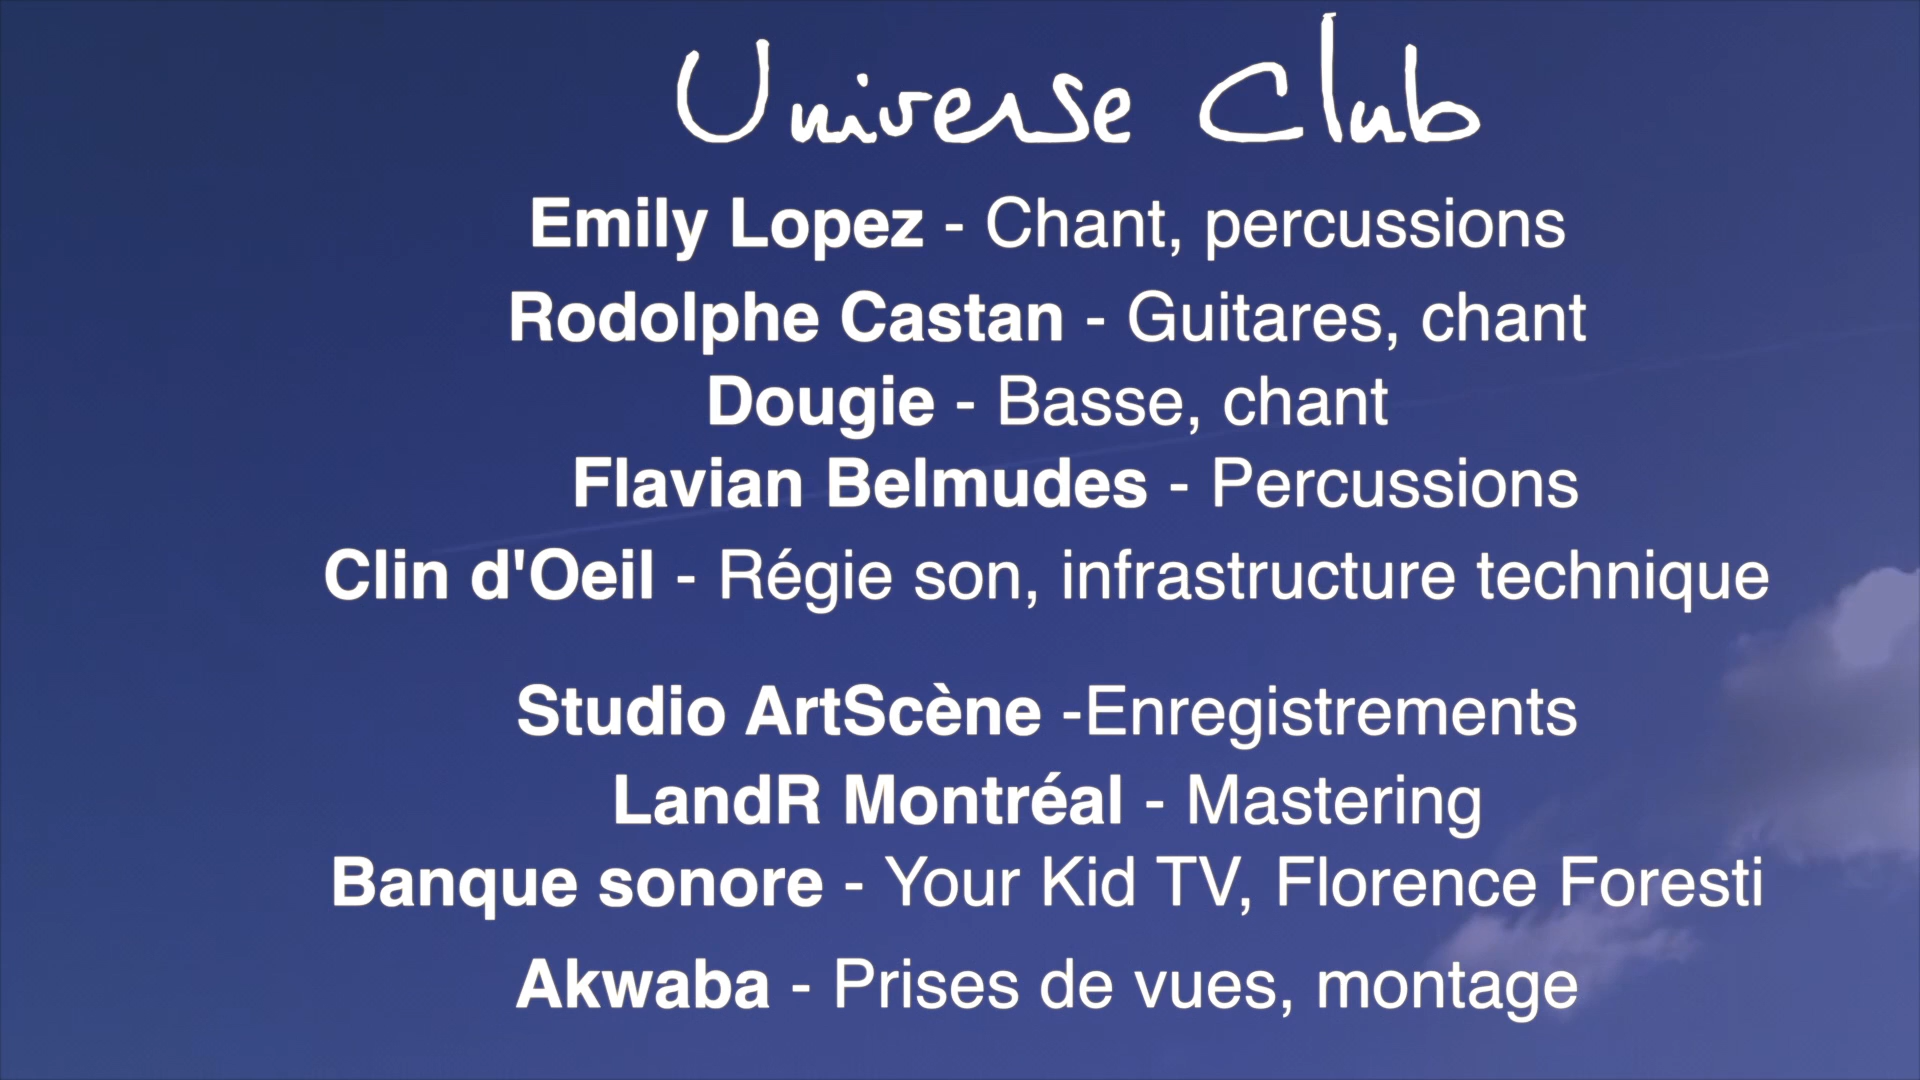 Universe Club
Emily Lopez - Chant, percussions
Rodolphe Castan - Guitares, chant
Dougie - Basse, chant
Flavian Belmudes - Percussions
Clin d'Oeil - Régie son, infrastructure technique
Studio ArtScène -Enregistrements
LandR Montréal - Mastering
Banque sonore - Your Kid TV, Florence Foresti
Akwaba - Prises de vues, montage